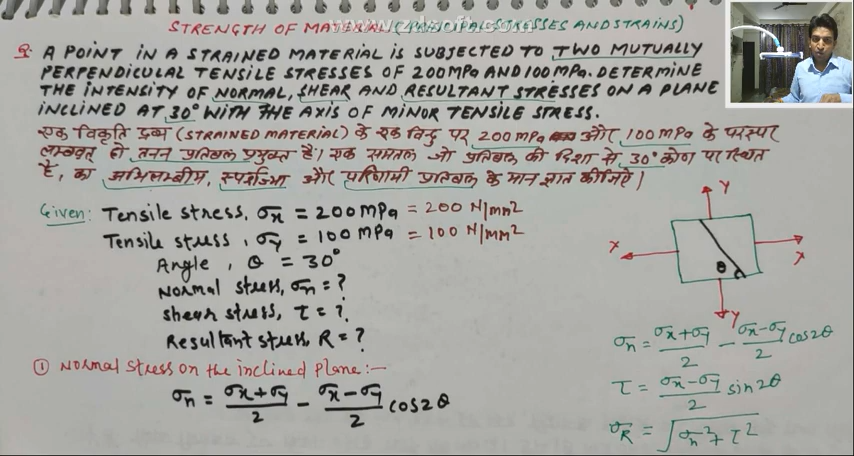 STRENGTH OF MATERIAL (PRINCIPAL STRESSES AND STRAINS)
Q. A POINT IN A STRAINED MATERIAL IS SUBJECTED TO TWO MUTUALLY
PERPENDICULAR TENSILE STRESSES OF 200MPa AND 100 MPa. DETERMINE
THE INTENSITY OF NORMAL, SHEAR AND RESULTANT STRESSES ON A PLANE
INCLINED AT 30° WITH THE AXIS OF MINOR TENSILE STRESS.
एक विकृति द्रव्य (STRAINED MATERIAL) के एक बिन्दु पर 200 MPa और 100 MPa के परस्पर
लम्बवत् दो तनन प्रतिबल प्रयुक्त हैं। एक समतल जो प्रतिबल की दिशा से 30° कोण पर स्थित
है, का अभिलम्बीय, स्पर्शीय और परिणामी प्रतिबल के मान ज्ञात कीजिए।
Given: Tensile stress, σx = 200 MPa = 200 N/mm²
Tensile stress, σy = 100 MPa = 100 N/mm²
Angle, θ = 30°
Normal stress, σn = ?
Shear stress, τ = ?
Resultant stress R = ?
① Normal Stress on the inclined plane:-
σn = (σx+σy)/2 - (σx-σy)/2 cos2θ
Y
X
X
θ
Y
σn = (σx+σy)/2 - (σx-σy)/2 cos2θ
τ = (σx-σy)/2 sin2θ
σR = √(σn²+τ²)